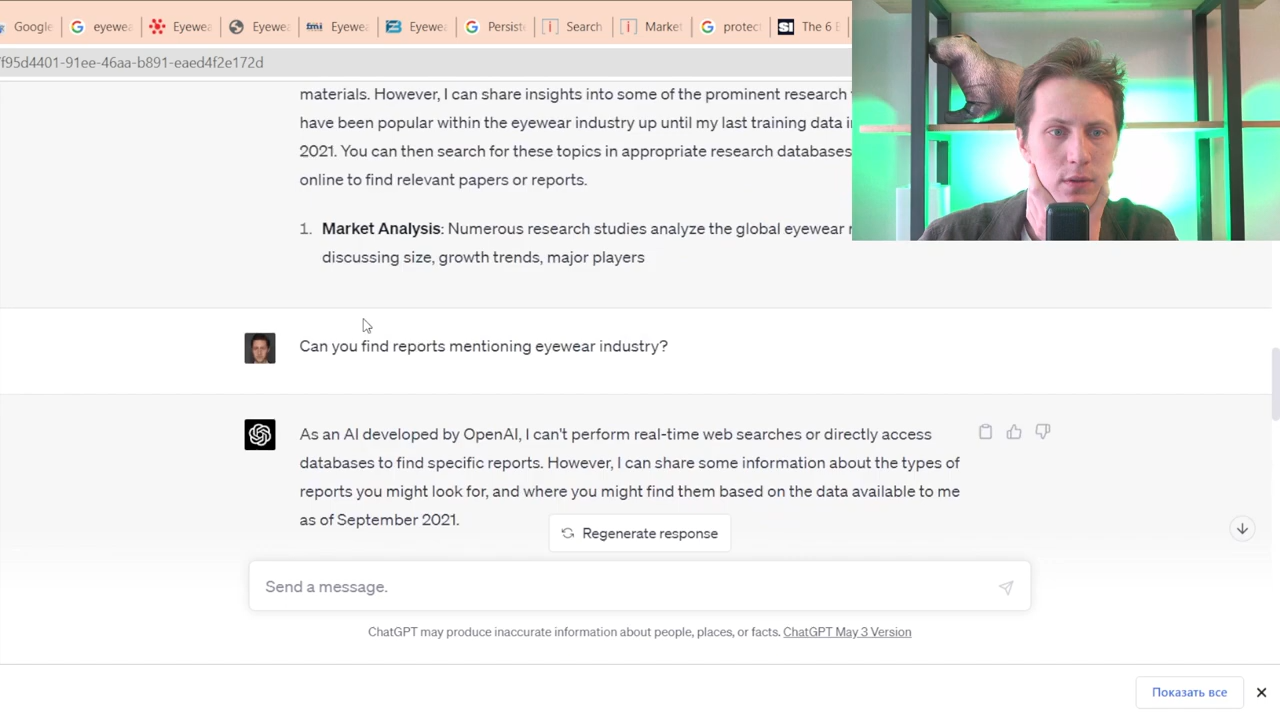 Google
eyewe
Eyewe
Eyewe
fmi Eyewe
Eyewe
Persiste
Search
Market
protec
SI The 6 E
f95d4401-91ee-46aa-b891-eaed4f2e172d
materials. However, I can share insights into some of the prominent research
have been popular within the eyewear industry up until my last training data i
2021. You can then search for these topics in appropriate research databases
online to find relevant papers or reports.
1. Market Analysis: Numerous research studies analyze the global eyewear
discussing size, growth trends, major players
Can you find reports mentioning eyewear industry?
As an AI developed by OpenAI, I can't perform real-time web searches or directly access
databases to find specific reports. However, I can share some information about the types of
reports you might look for, and where you might find them based on the data available to me
as of September 2021.
Regenerate response
Send a message.
ChatGPT may produce inaccurate information about people, places, or facts. ChatGPT May 3 Version
Показать все